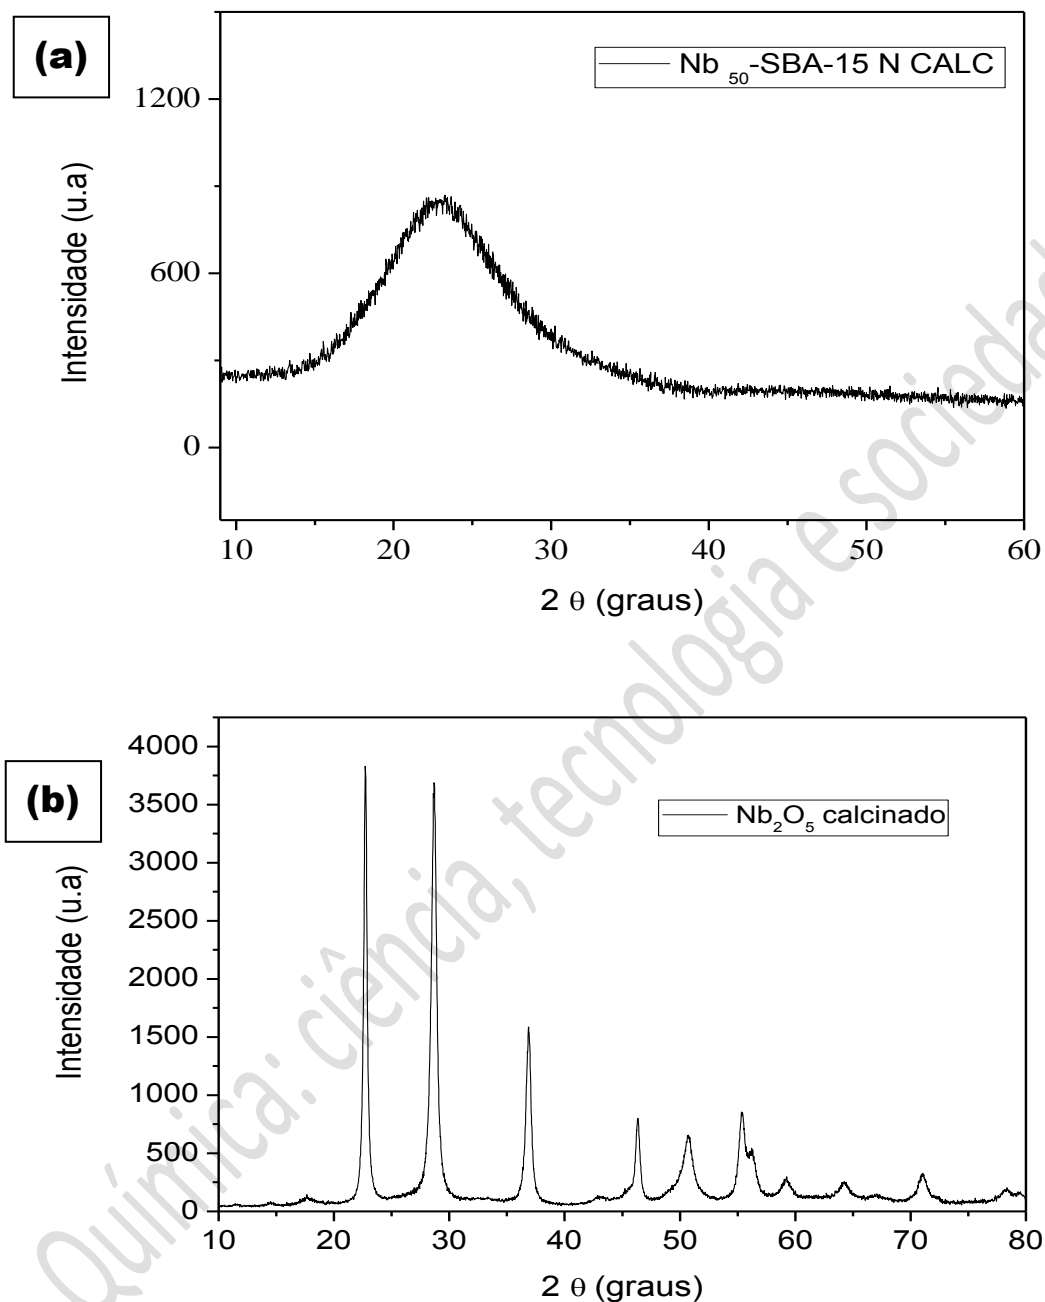 (a)
Nb 50-SBA-15 N CALC
1200
600
0
Intensidade (u.a)
10 20 30 40 50 60
2 θ (graus)
(b)
Nb2O5 calcinado
4000
3500
3000
2500
2000
1500
1000
500
0
Intensidade (u.a)
10 20 30 40 50 60 70 80
2 θ (graus)
Química: ciência, tecnologia e sociedad